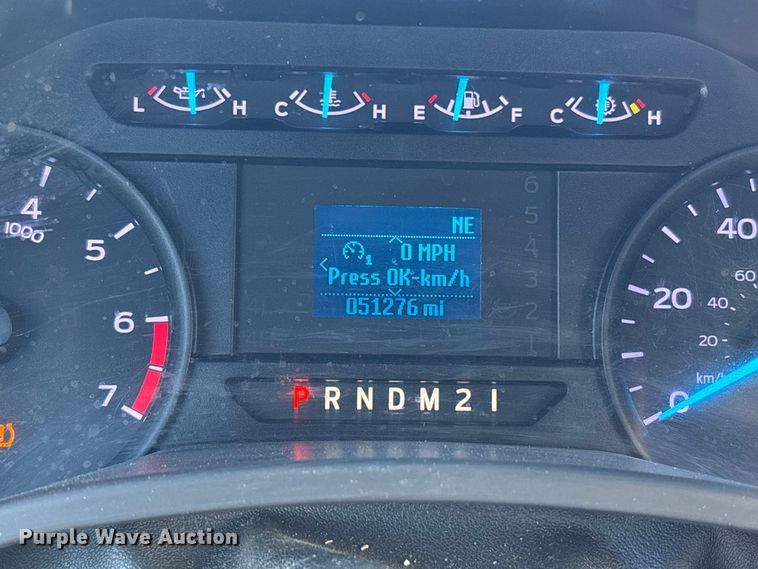 L H C H E F C H
6
5
4
3
2
1
4
1000
5
6
7
NE
1
0 MPH
Press OK-km/h
051276 mi
P R N D M 2 1
40
60
20
40
20
km/h
0
Purple Wave Auction®